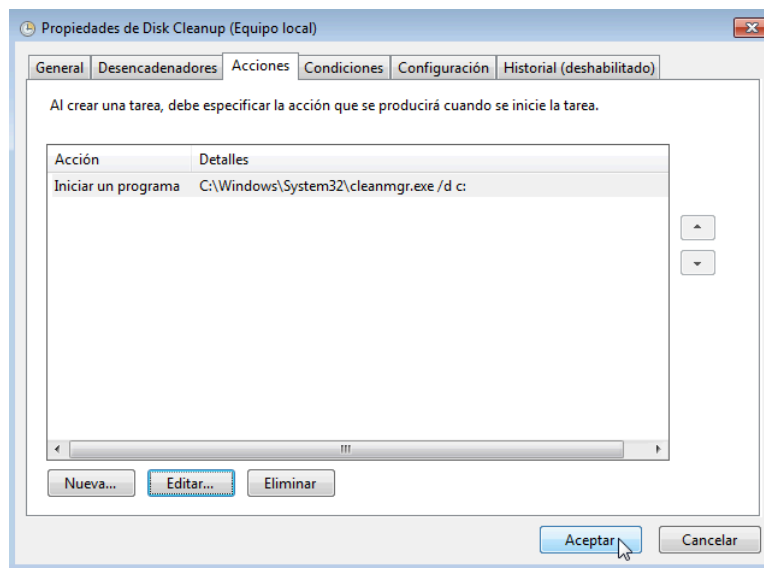 Propiedades de Disk Cleanup (Equipo local)
General Desencadenadores Acciones Condiciones Configuración Historial (deshabilitado)
Al crear una tarea, debe especificar la acción que se producirá cuando se inicie la tarea.
Acción Detalles
Iniciar un programa C:\Windows\System32\cleanmgr.exe /d c:
Nueva... Editar... Eliminar
Aceptar Cancelar